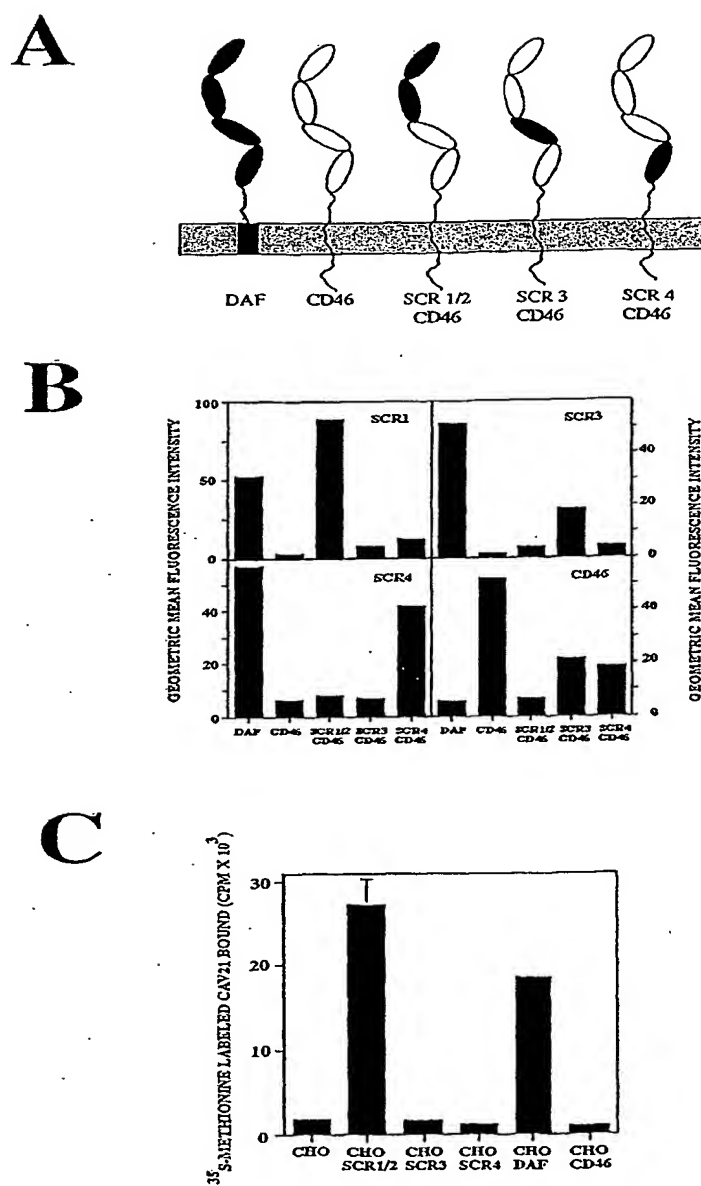 A
DAF CD46 SCR 1/2 SCR 3 SCR 4
CD46 CD46 CD46
B
GEOMETRIC MEAN FLUORESCENCE INTENSITY
100
50
0
SCR1
SCR3
40
20
0
40
20
0
SCR4
CD46
40
20
0
GEOMETRIC MEAN FLUORESCENCE INTENSITY
DAF CD46 SCR1/2 SCR3 SCR4 DAF CD46 SCR1/2 SCR3 SCR4
CD46 CD46 CD46 CD46 CD46 CD46
C
35S-METHIONINE LABELED CAV21 BOUND (CPM X 103)
30
20
10
0
CHO CHO CHO CHO CHO CHO
SCR1/2 SCR3 SCR4 DAF CD46